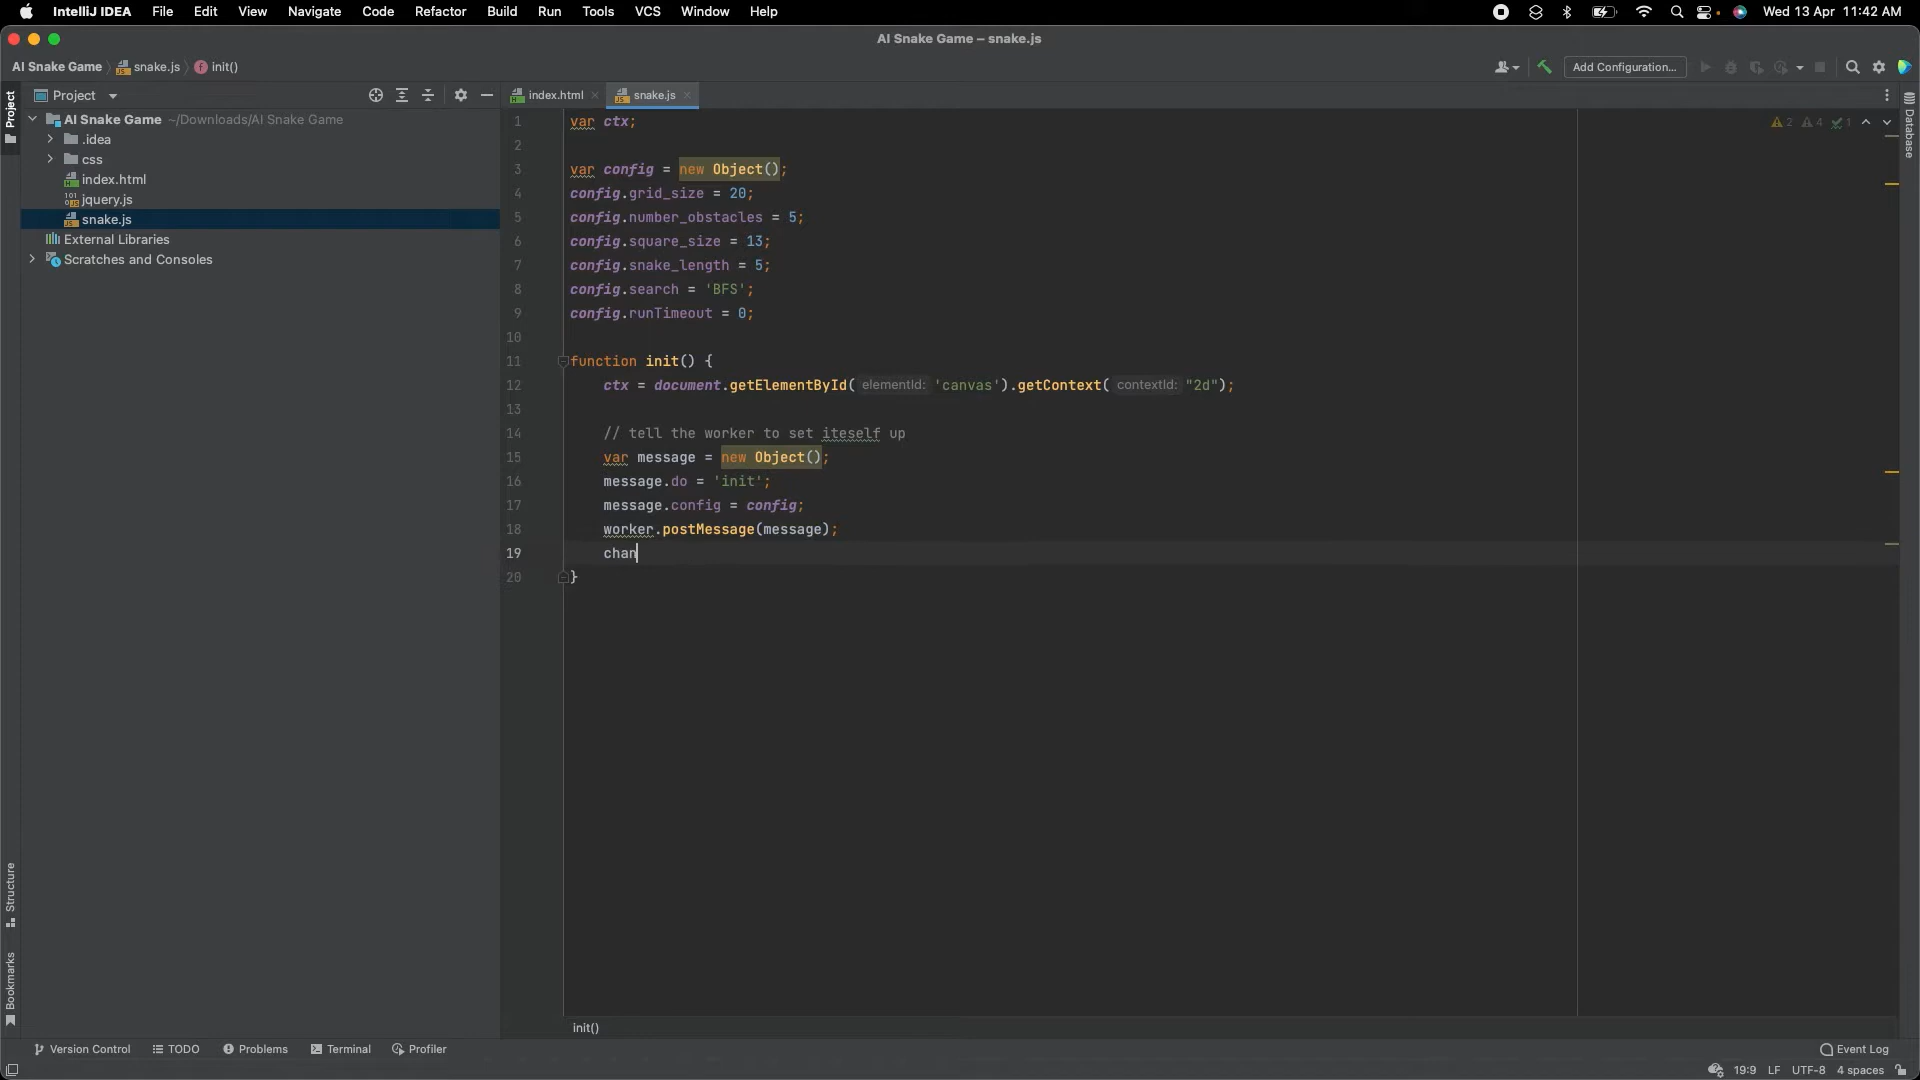 IntelliJ IDEA File Edit View Navigate Code Refactor Build Run Tools VCS Window Help Wed 13 Apr 11:42 AM
AI Snake Game – snake.js
AI Snake Game snake.js init() Add Configuration...
Project index.html snake.js
Project
Database
AI Snake Game ~/Downloads/AI Snake Game
.idea
css
index.html
jquery.js
snake.js
External Libraries
Scratches and Consoles
2 4 1
1 var ctx;
2
3 var config = new Object();
4 config.grid_size = 20;
5 config.number_obstacles = 5;
6 config.square_size = 13;
7 config.snake_length = 5;
8 config.search = 'BFS';
9 config.runTimeout = 0;
10
11 function init() {
12 ctx = document.getElementById( elementId: 'canvas').getContext( contextId: "2d");
13
14 // tell the worker to set iteself up
15 var message = new Object();
16 message.do = 'init';
17 message.config = config;
18 worker.postMessage(message);
19 chan
20 }
Structure
Bookmarks
init()
Version Control TODO Problems Terminal Profiler Event Log
19:9 LF UTF-8 4 spaces